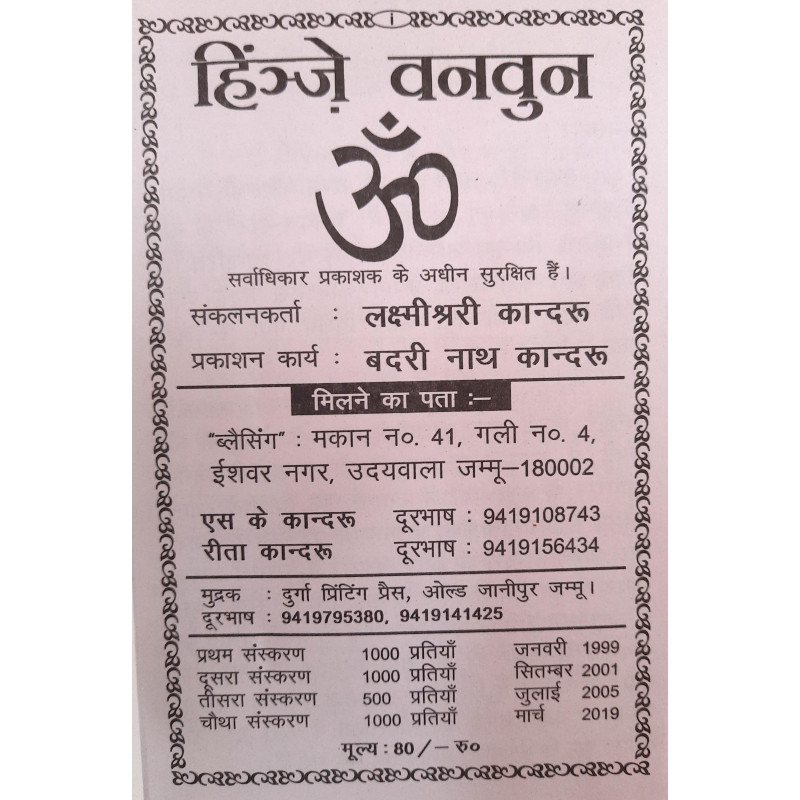 हिंञ्ज़े वनवुन
ॐ
सर्वाधिकार प्रकाशक के अधीन सुरक्षित हैं।
संकलनकर्ता : लक्ष्मीश्ररी कान्दरू
प्रकाशन कार्य : बदरी नाथ कान्दरू
मिलने का पता :—
"ब्लैसिंग" : मकान न०. 41, गली न०. 4,
ईशवर नगर, उदयवाला जम्मू–180002
एस के कान्दरू दूरभाष : 9419108743
रीता कान्दरू दूरभाष : 9419156434
मुद्रक : दुर्गा प्रिंटिंग प्रैस, ओल्ड जानीपुर जम्मू।
दूरभाष : 9419795380, 9419141425
प्रथम संस्करण 1000 प्रतियाँ जनवरी 1999
दूसरा संस्करण 1000 प्रतियाँ सितम्बर 2001
तीसरा संस्करण 500 प्रतियाँ जुलाई 2005
चौथा संस्करण 1000 प्रतियाँ मार्च 2019
मूल्य : 80/– रु०